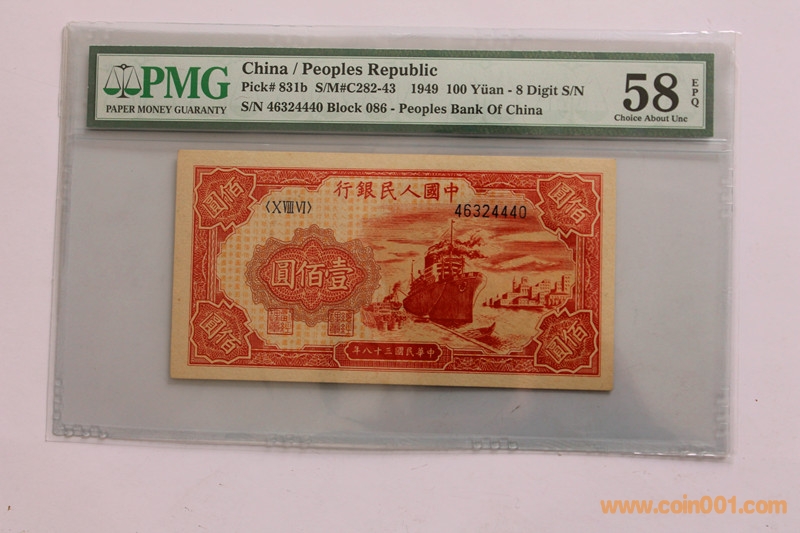 PMG
PAPER MONEY GUARANTY
China / Peoples Republic
Pick# 831b S/M#C282-43 1949 100 Yüan - 8 Digit S/N
S/N 46324440 Block 086 - Peoples Bank Of China
58
EPQ
Choice About Unc
行銀民人國中
〈XVIIIVI〉
46324440
圓佰
圓佰
圓佰壹
圓佰
圓佰
年八十三國民華中
www.coin001.com